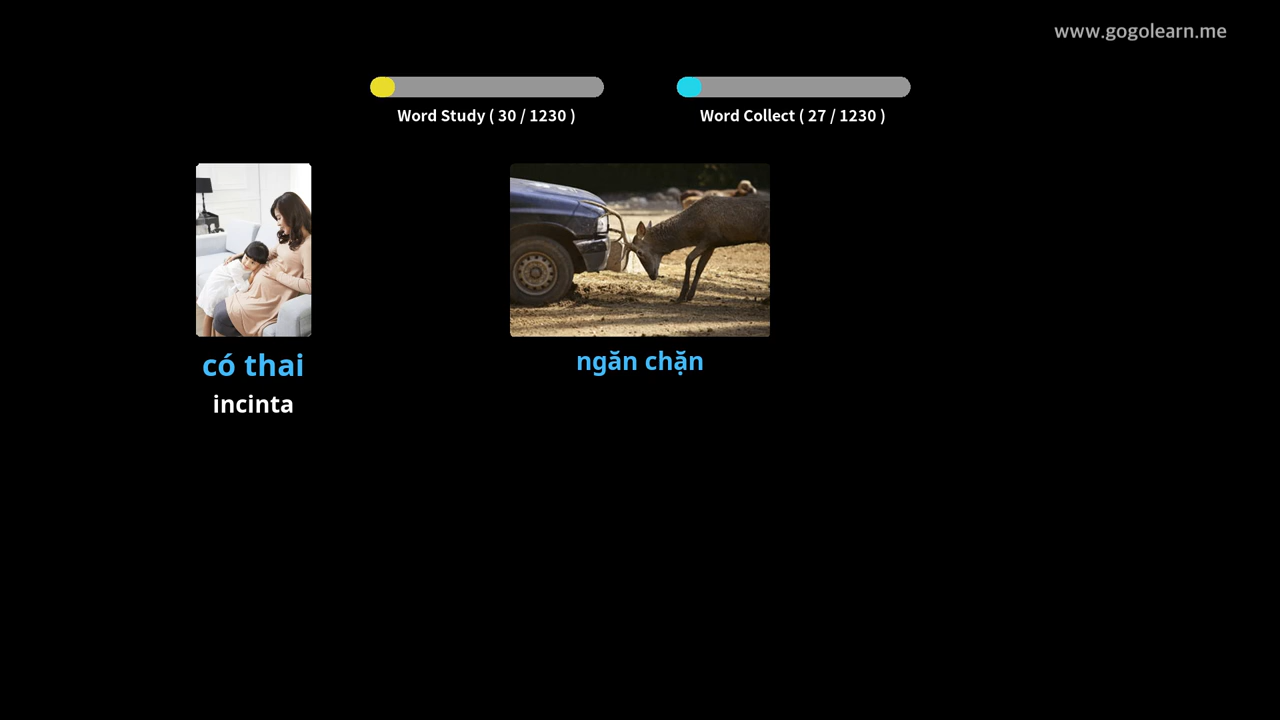 www.gogolearn.me
Word Study ( 30 / 1230 )
Word Collect ( 27 / 1230 )
có thai
incinta
ngăn chặn